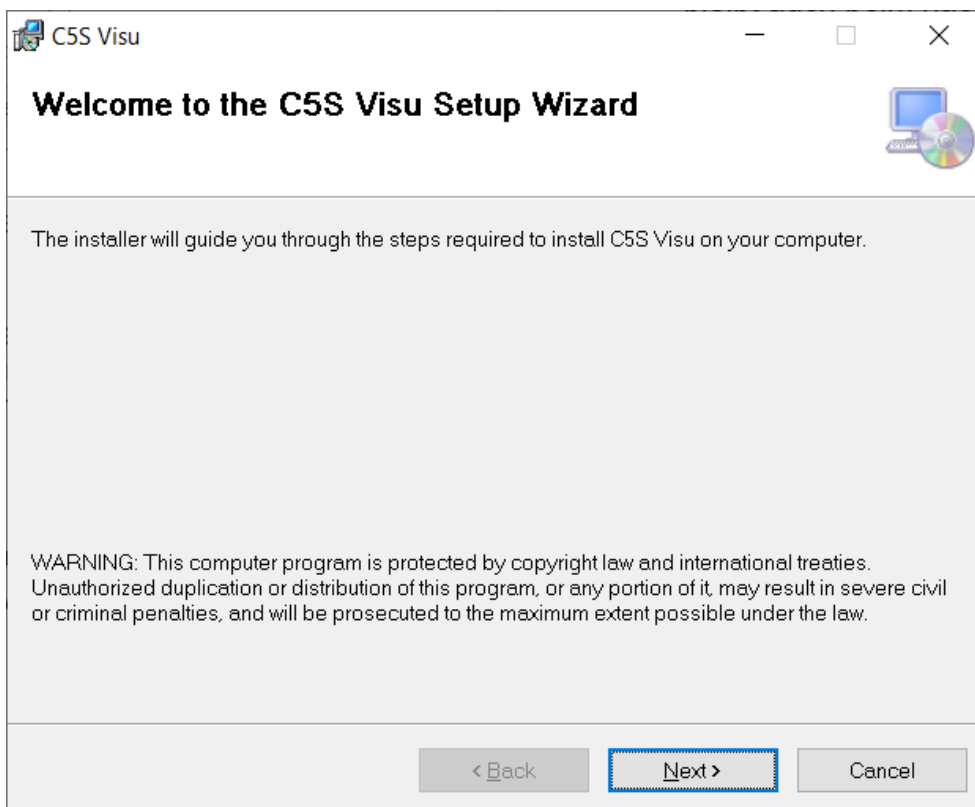 C5S Visu
Welcome to the C5S Visu Setup Wizard
The installer will guide you through the steps required to install C5S Visu on your computer.
WARNING: This computer program is protected by copyright law and international treaties.
Unauthorized duplication or distribution of this program, or any portion of it, may result in severe civil
or criminal penalties, and will be prosecuted to the maximum extent possible under the law.
< Back
Next >
Cancel